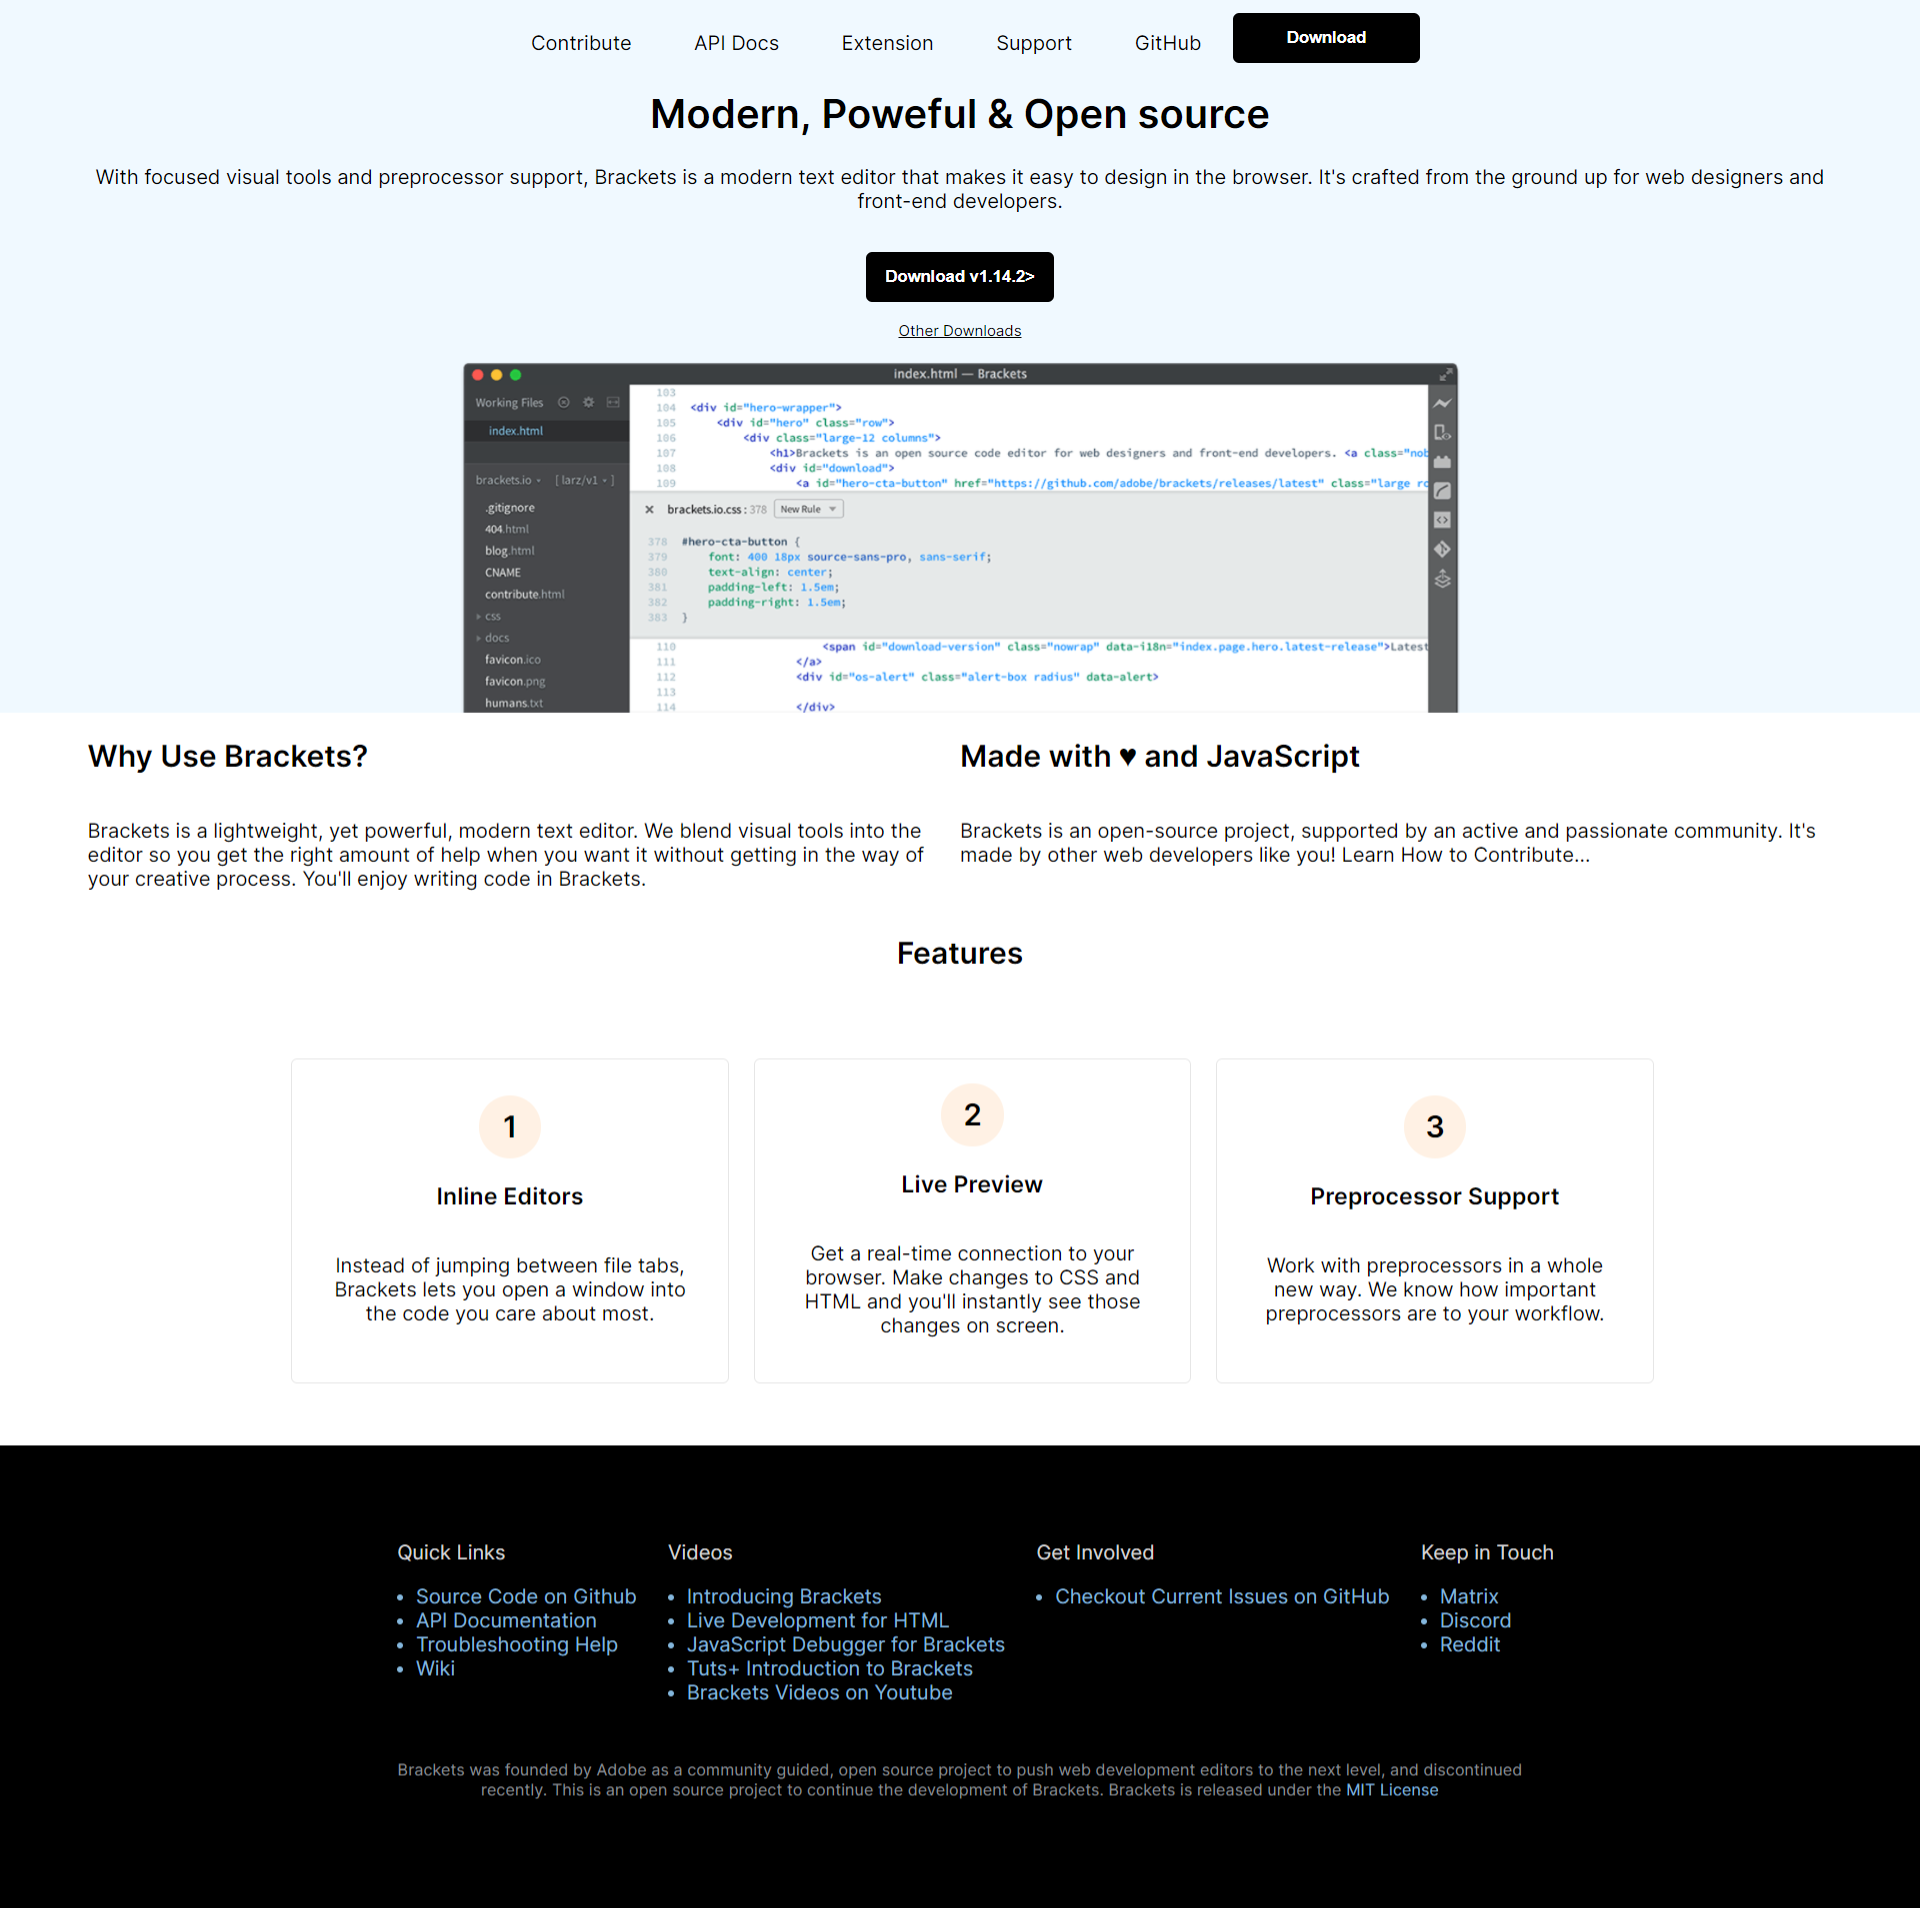 Contribute API Docs Extension Support GitHub Download
Modern, Poweful & Open source
With focused visual tools and preprocessor support, Brackets is a modern text editor that makes it easy to design in the browser. It's crafted from the ground up for web designers and
front-end developers.
Download v1.14.2>
Other Downloads
index.html — Brackets
Working Files
index.html
brackets.io [ larz/v1 ]
.gitignore
404.html
blog.html
CNAME
contribute.html
css
docs
favicon.ico
favicon.png
humans.txt
103
104 <div id="hero-wrapper">
105 <div id="hero" class="row">
106 <div class="large-12 columns">
107 <h1>Brackets is an open source code editor for web designers and front-end developers. <a class="nob
108 <div id="download">
109 <a id="hero-cta-button" href="https://github.com/adobe/brackets/releases/latest" class="large ro
× brackets.io.css : 378 New Rule
378 #hero-cta-button {
379 font: 400 18px source-sans-pro, sans-serif;
380 text-align: center;
381 padding-left: 1.5em;
382 padding-right: 1.5em;
383 }
110 <span id="download-version" class="nowrap" data-i18n="index.page.hero.latest-release">Latest
111 </a>
112 <div id="os-alert" class="alert-box radius" data-alert>
113
114 </div>
Why Use Brackets?
Brackets is a lightweight, yet powerful, modern text editor. We blend visual tools into the
editor so you get the right amount of help when you want it without getting in the way of
your creative process. You'll enjoy writing code in Brackets.
Made with ♥ and JavaScript
Brackets is an open-source project, supported by an active and passionate community. It's
made by other web developers like you! Learn How to Contribute...
Features
1
Inline Editors
Instead of jumping between file tabs,
Brackets lets you open a window into
the code you care about most.
2
Live Preview
Get a real-time connection to your
browser. Make changes to CSS and
HTML and you'll instantly see those
changes on screen.
3
Preprocessor Support
Work with preprocessors in a whole
new way. We know how important
preprocessors are to your workflow.
Quick Links
• Source Code on Github
• API Documentation
• Troubleshooting Help
• Wiki
Videos
• Introducing Brackets
• Live Development for HTML
• JavaScript Debugger for Brackets
• Tuts+ Introduction to Brackets
• Brackets Videos on Youtube
Get Involved
• Checkout Current Issues on GitHub
Keep in Touch
• Matrix
• Discord
• Reddit
Brackets was founded by Adobe as a community guided, open source project to push web development editors to the next level, and discontinued
recently. This is an open source project to continue the development of Brackets. Brackets is released under the MIT License